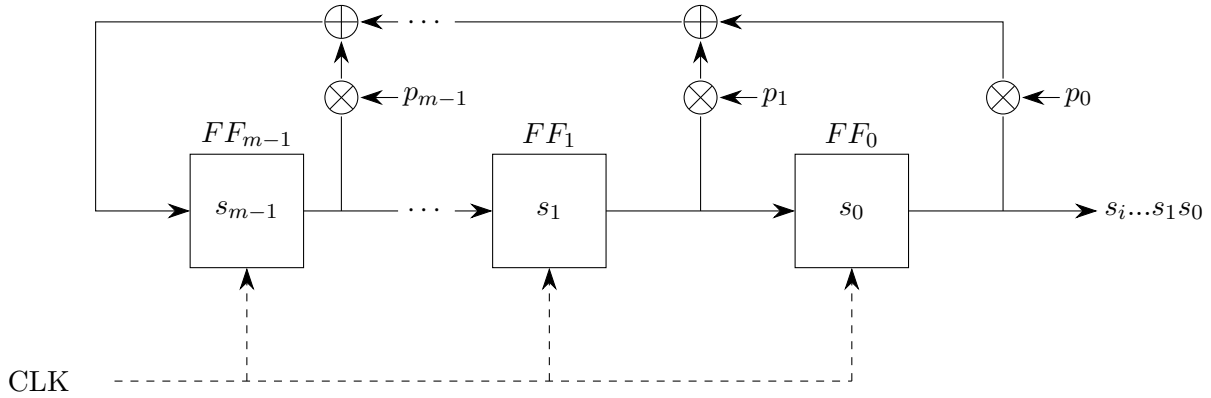 ⋯
p_{m−1} p_1 p_0
FF_{m−1} FF_1 FF_0
s_{m−1} ⋯ s_1 s_0 s_i...s_1s_0
CLK